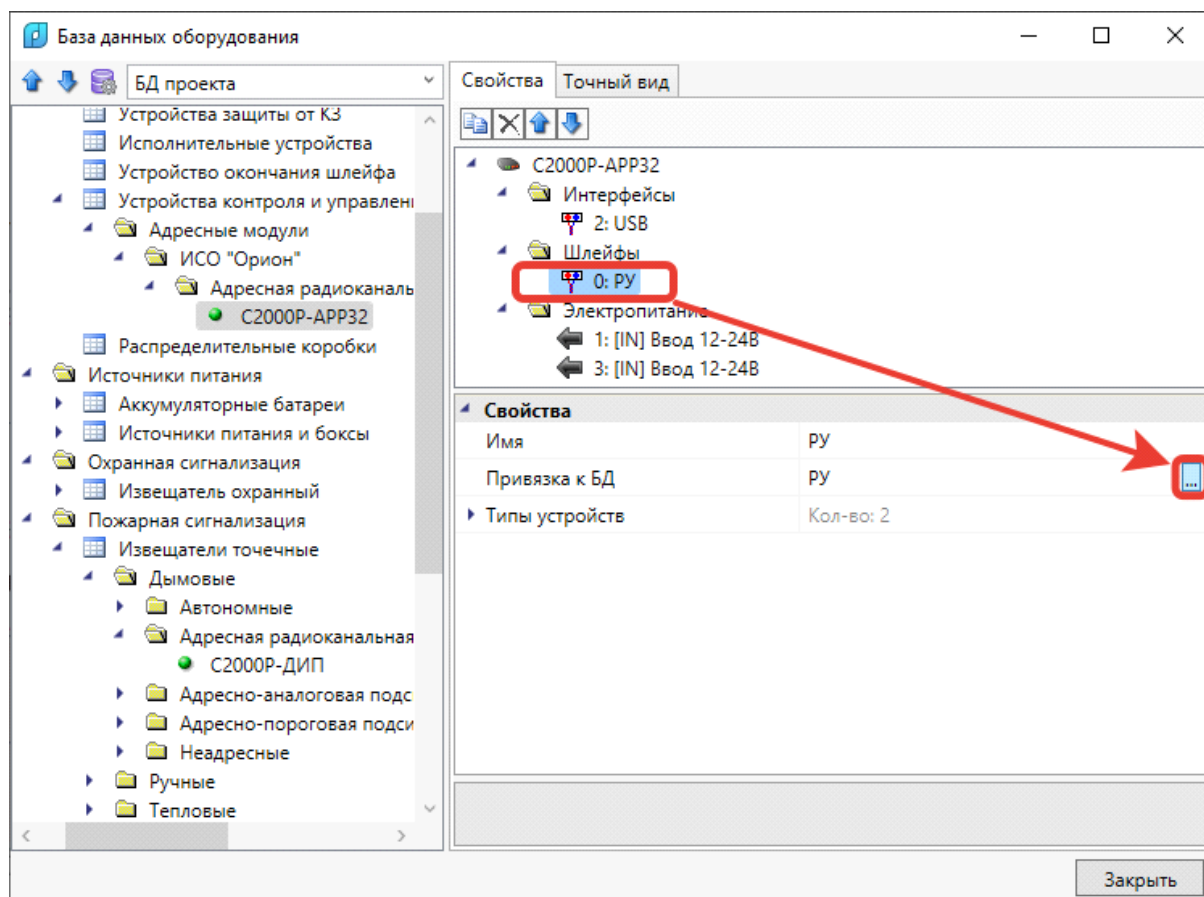 База данных оборудования
БД проекта
Устройства защиты от КЗ
Исполнительные устройства
Устройство окончания шлейфа
Устройства контроля и управлен
Адресные модули
ИСО "Орион"
Адресная радиоканаль
С2000Р-АРР32
Распределительные коробки
Источники питания
Аккумуляторные батареи
Источники питания и боксы
Охранная сигнализация
Извещатель охранный
Пожарная сигнализация
Извещатели точечные
Дымовые
Автономные
Адресная радиоканальная
С2000Р-ДИП
Адресно-аналоговая подс
Адресно-пороговая подси
Неадресные
Ручные
Тепловые
Свойства Точный вид
С2000Р-АРР32
Интерфейсы
2: USB
Шлейфы
0: РУ
Электропитание
1: [IN] Ввод 12-24В
3: [IN] Ввод 12-24В
Свойства
Имя РУ
Привязка к БД РУ ...
Типы устройств Кол-во: 2
Закрыть